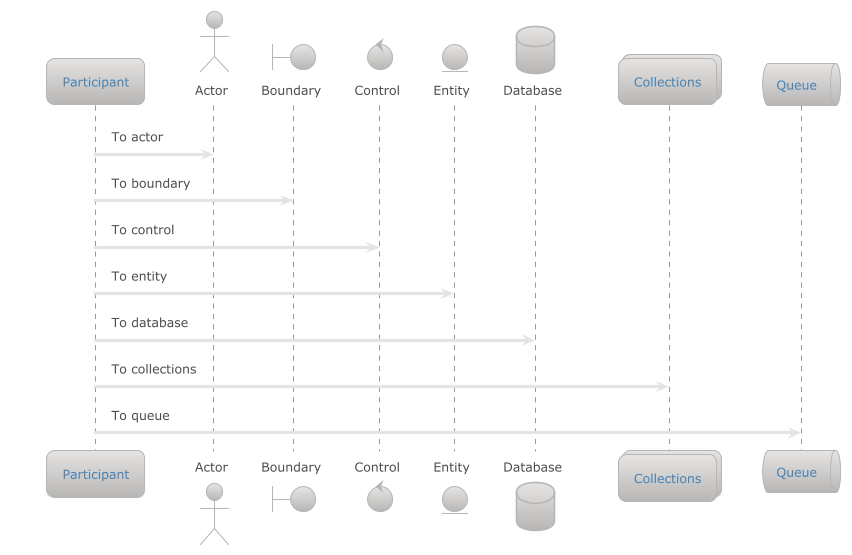 Participant
Actor
Boundary
Control
Entity
Database
Collections
Queue
To actor
To boundary
To control
To entity
To database
To collections
To queue
Participant
Actor
Boundary
Control
Entity
Database
Collections
Queue